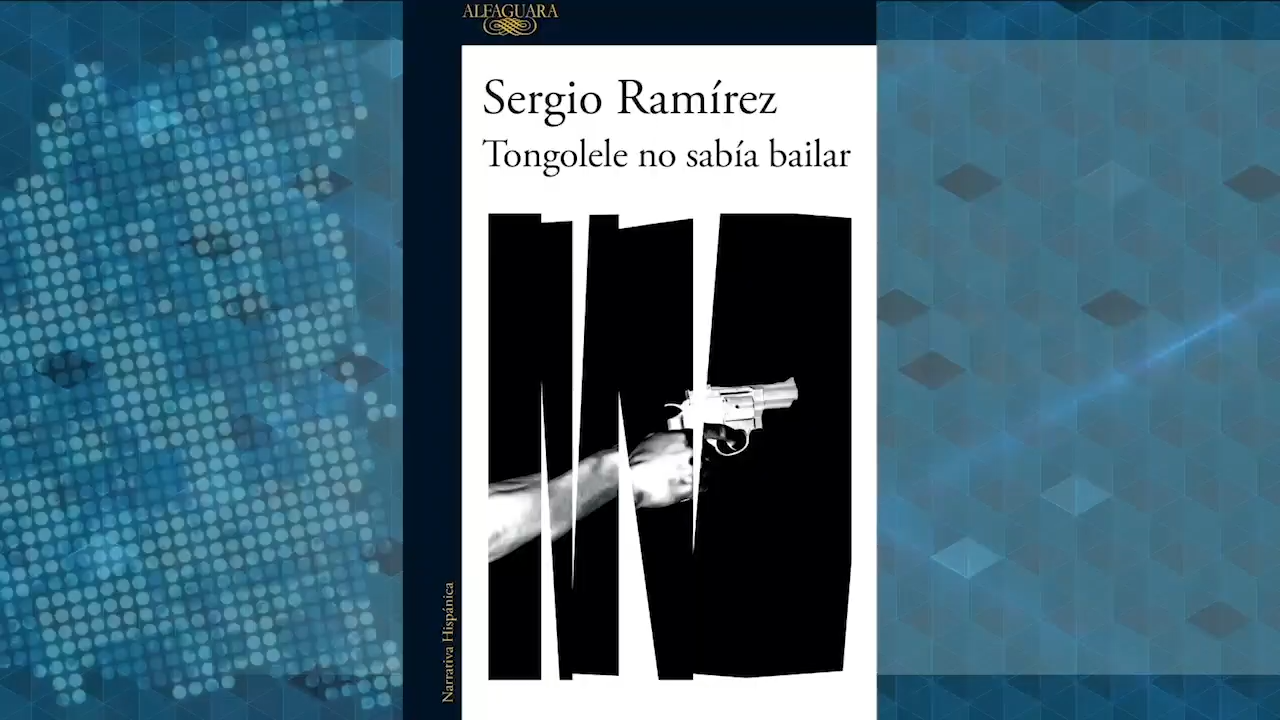 ALFAGUARA
Sergio Ramírez
Tongolele no sabía bailar
Narrativa Hispánica